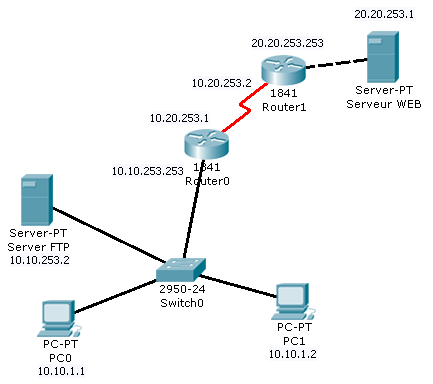 20.20.253.1
20.20.253.253
Server-PT
Serveur WEB
10.20.253.2
1841
Router1
10.20.253.1
1841
Router0
10.10.253.253
Server-PT
Server FTP
10.10.253.2
2950-24
Switch0
PC-PT
PC0
10.10.1.1
PC-PT
PC1
10.10.1.2